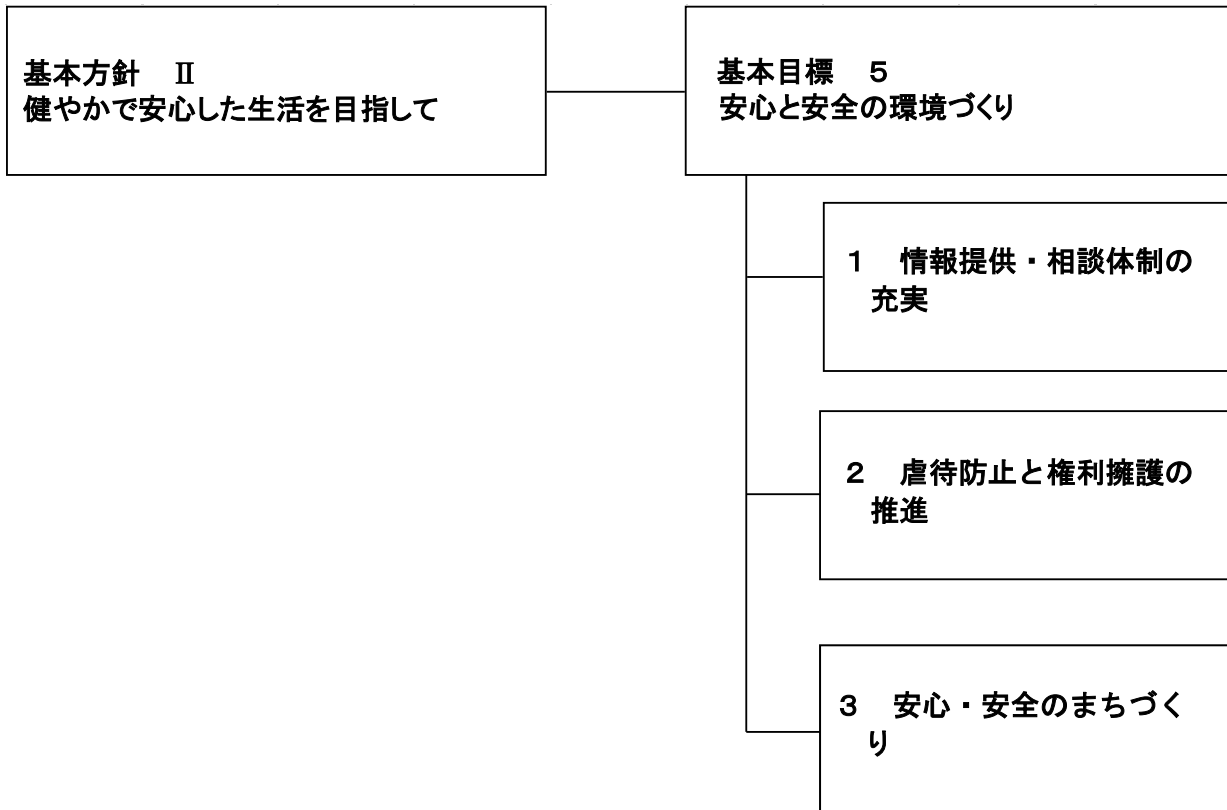 基本方針　Ⅱ
健やかで安心した生活を目指して
基本目標　５
安心と安全の環境づくり
１　情報提供・相談体制の
充実
２　虐待防止と権利擁護の
推進
３　安心・安全のまちづく
り